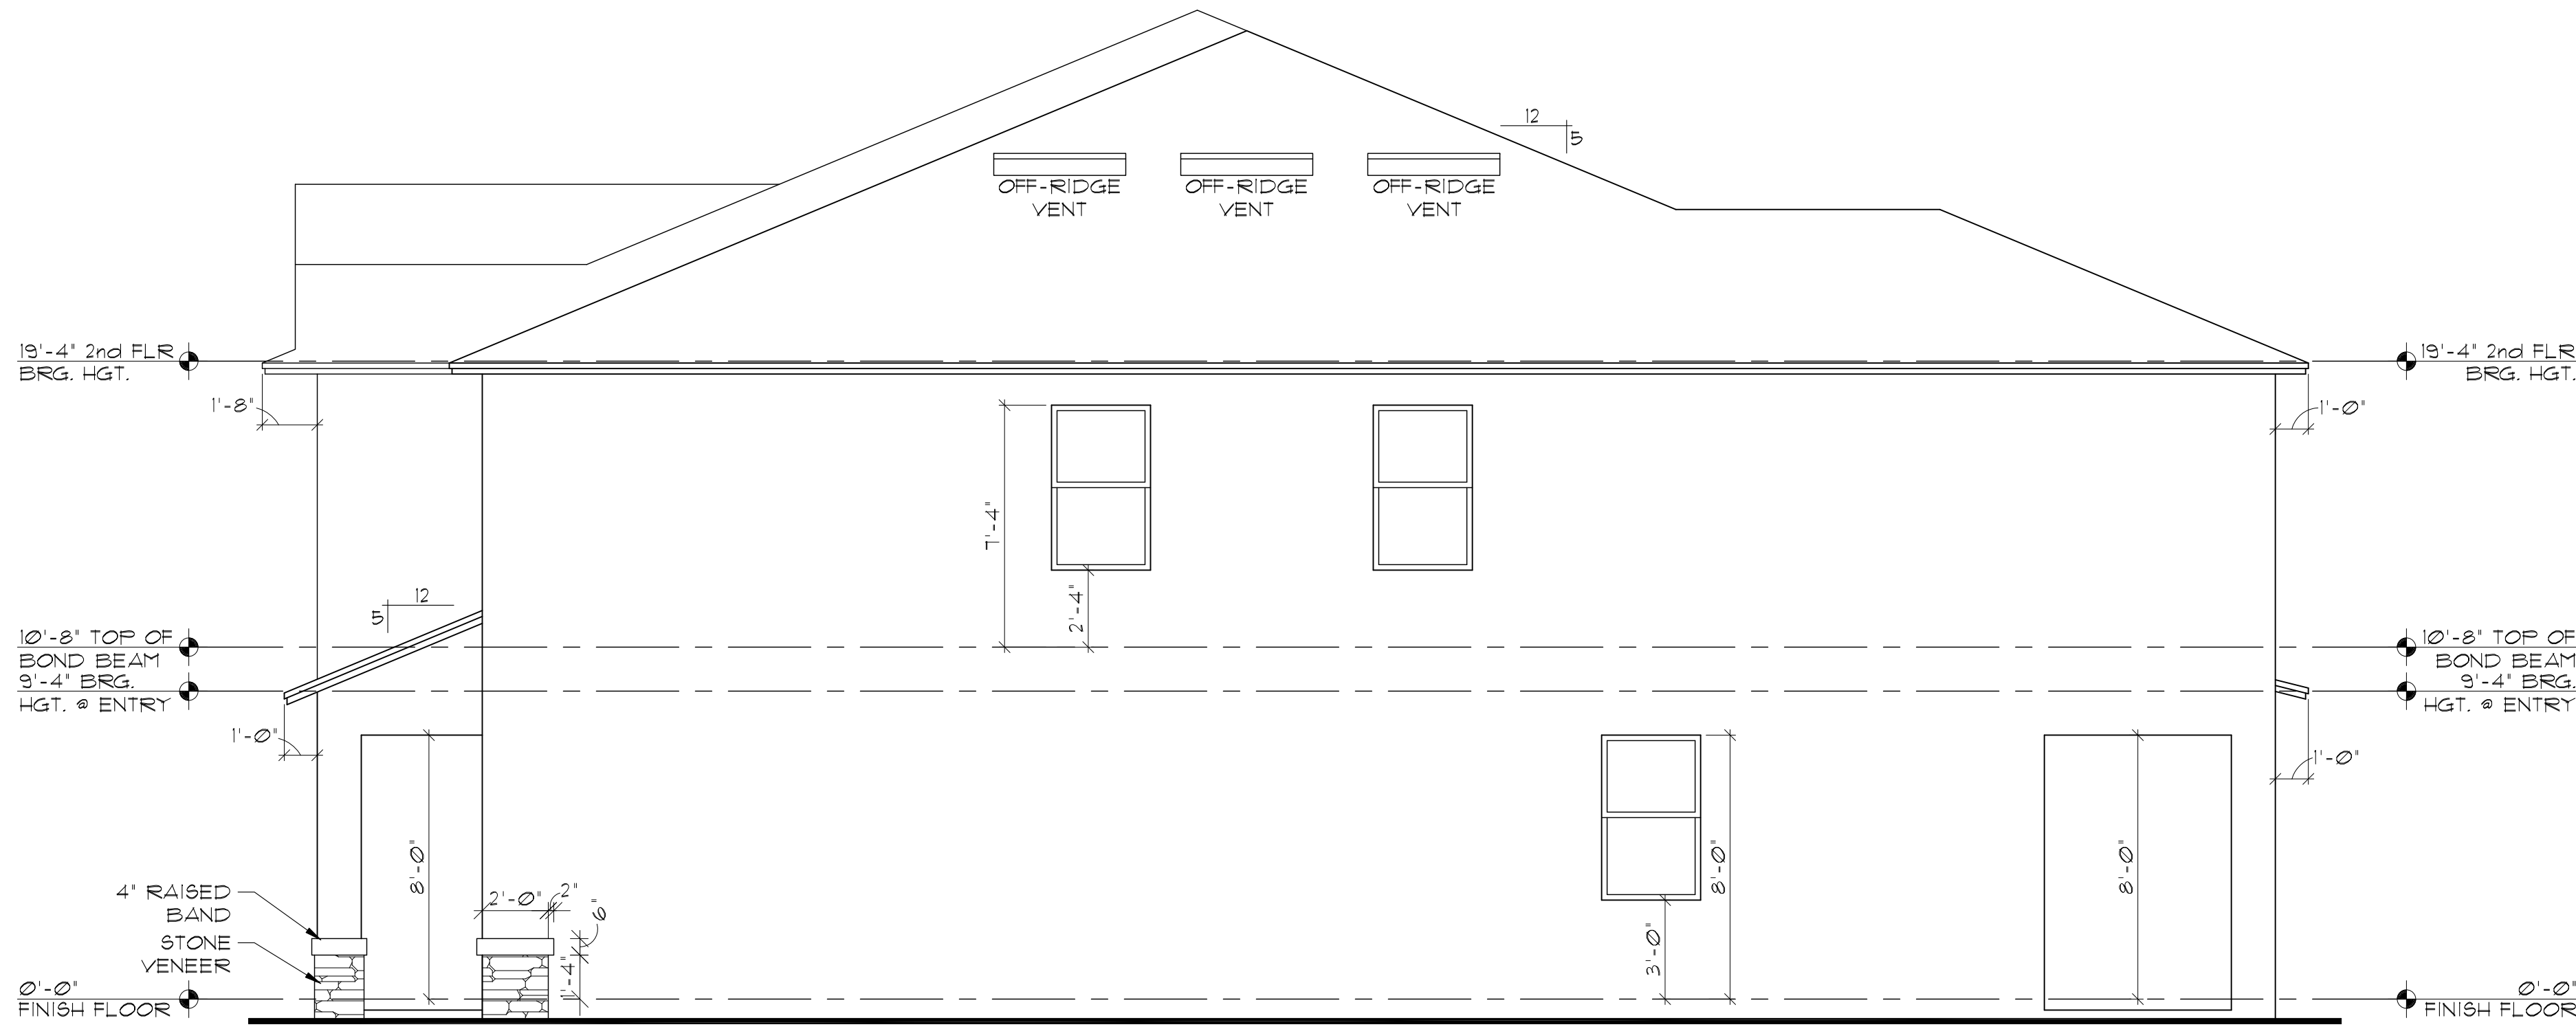 12
5
OFF-RIDGE
VENT
OFF-RIDGE
VENT
OFF-RIDGE
VENT
19'-4" 2nd FLR
BRG. HGT.
19'-4" 2nd FLR
BRG. HGT.
1'-8"
1'-0"
7'-4"
2'-4"
12
5
10'-8" TOP OF
BOND BEAM
9'-4" BRG.
HGT. @ ENTRY
10'-8" TOP OF
BOND BEAM
9'-4" BRG.
HGT. @ ENTRY
1'-0"
1'-0"
8'-0"
8'-0"
8'-0"
4" RAISED
BAND
STONE
VENEER
2'-0"
2"
6"
1'-4"
3'-0"
0'-0"
FINISH FLOOR
0'-0"
FINISH FLOOR